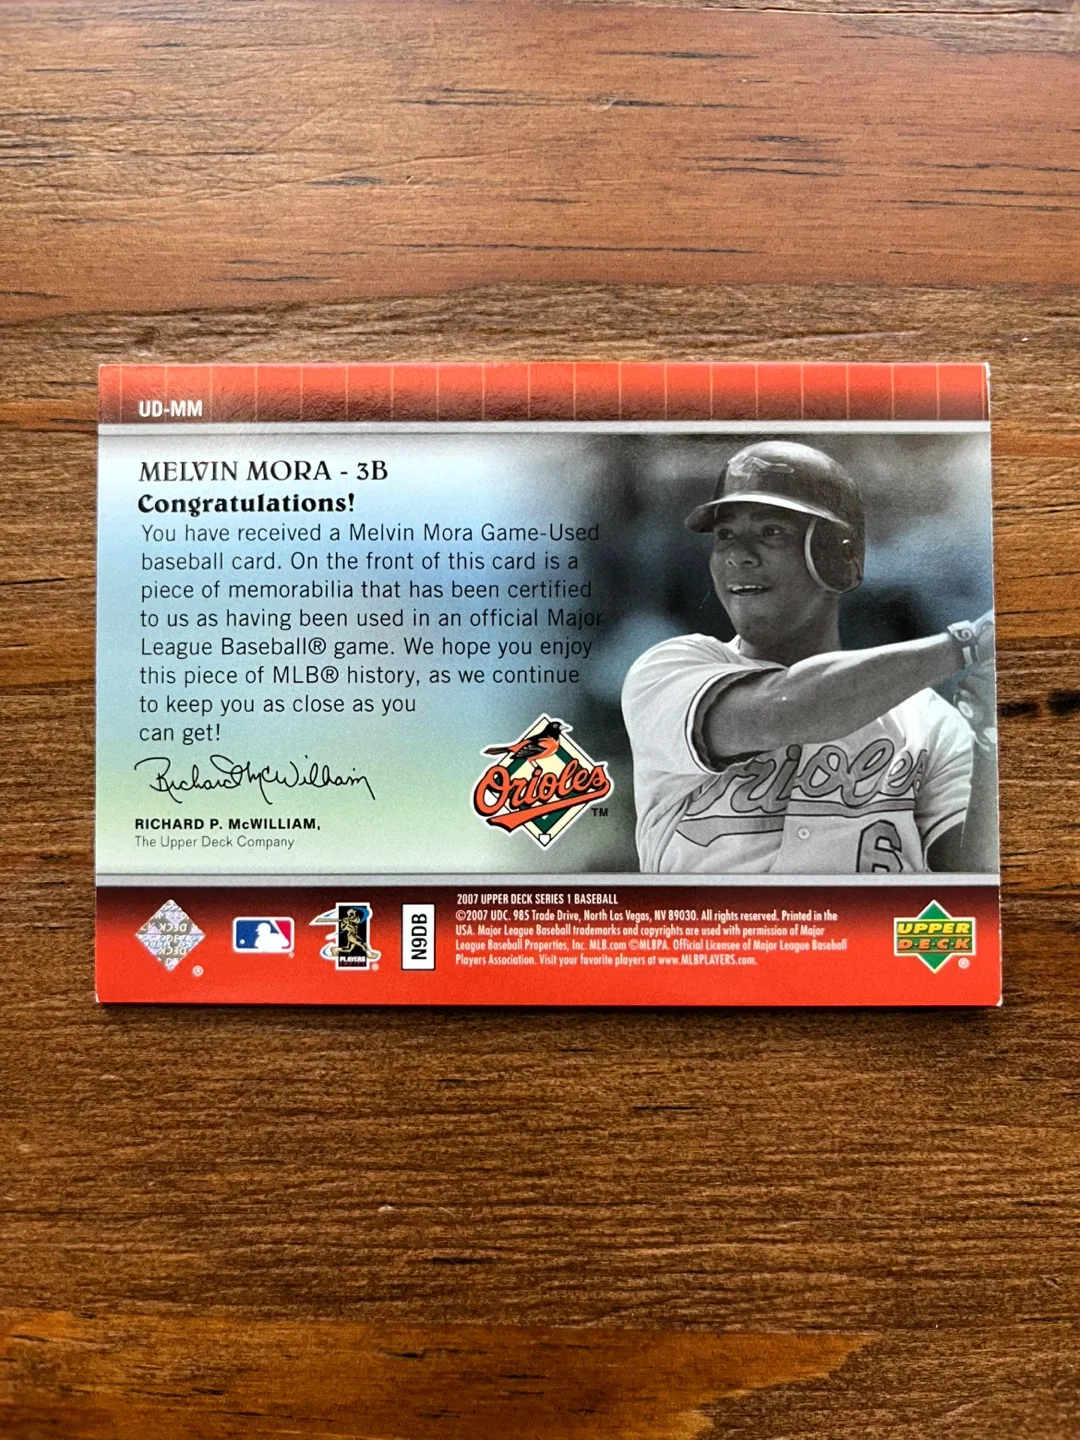 UD-MM
MELVIN MORA - 3B
Congratulations!
You have received a Melvin Mora Game-Used
baseball card. On the front of this card is a
piece of memorabilia that has been certified
to us as having been used in an official Major
League Baseball® game. We hope you enjoy
this piece of MLB® history, as we continue
to keep you as close as you
can get!
Richard P. McWilliam
RICHARD P. McWILLIAM,
The Upper Deck Company
Orioles
TM
Orioles
6
PLAYERS
®
N9DB
2007 UPPER DECK SERIES 1 BASEBALL
©2007 UDC. 985 Trade Drive, North Las Vegas, NV 89030. All rights reserved. Printed in the
USA. Major League Baseball trademarks and copyrights are used with permission of Major
League Baseball Properties, Inc. MLB.com ©MLBPA. Official Licensee of Major League Baseball
Players Association. Visit your favorite players at www.MLBPLAYERS.com.
UPPER
DECK
®